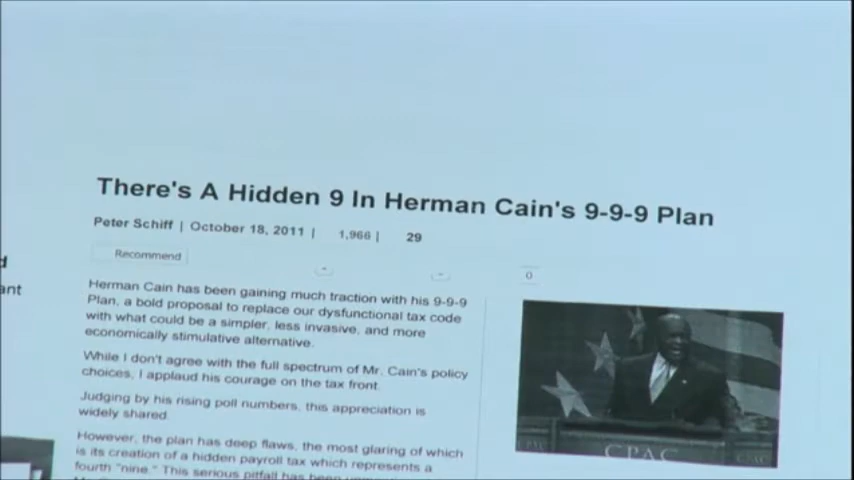 There's A Hidden 9 In Herman Cain's 9-9-9 Plan
Peter Schiff | October 18, 2011 | 1,966 | 29
Recommend
0
d
ant
Herman Cain has been gaining much traction with his 9-9-9
Plan, a bold proposal to replace our dysfunctional tax code
with what could be a simpler, less invasive, and more
economically stimulative alternative.
While I don't agree with the full spectrum of Mr. Cain's policy
choices, I applaud his courage on the tax front.
Judging by his rising poll numbers, this appreciation is
widely shared.
However, the plan has deep flaws, the most glaring of which
is its creation of a hidden payroll tax which represents a
fourth "nine." This serious pitfall has been
CPAC
CPAC
CPAC